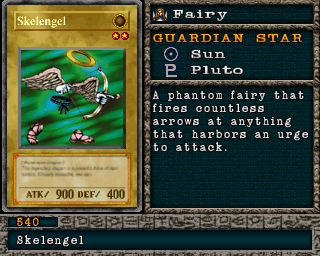 Skelengel
ATK/ 900 DEF/ 400
Fairy
GUARDIAN STAR
Sun
Pluto
A phantom fairy that
fires countless
arrows at anything
that harbors an urge
to attack.
540
Skelengel